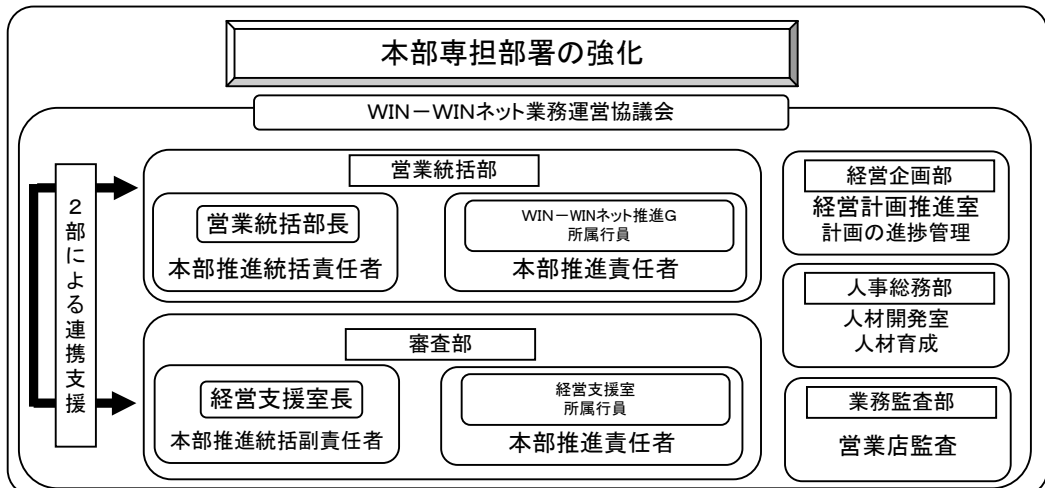 本部専担部署の強化
WIN－WINネット業務運営協議会
2部による連携支援
営業統括部
営業統括部長
本部推進統括責任者
WIN－WINネット推進G
所属行員
本部推進責任者
審査部
経営支援室長
本部推進統括副責任者
経営支援室
所属行員
本部推進責任者
経営企画部
経営計画推進室
計画の進捗管理
人事総務部
人材開発室
人材育成
業務監査部
営業店監査